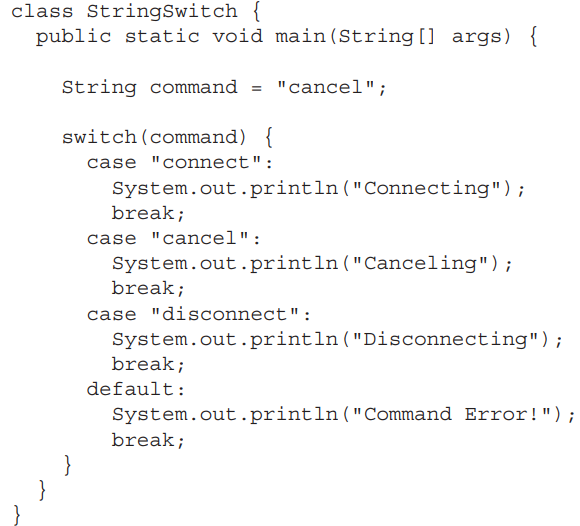 class StringSwitch {
  public static void main(String[] args) {

    String command = "cancel";

    switch(command) {
      case "connect":
        System.out.println("Connecting");
        break;
      case "cancel":
        System.out.println("Canceling");
        break;
      case "disconnect":
        System.out.println("Disconnecting");
        break;
      default:
        System.out.println("Command Error!");
        break;
    }
  }
}